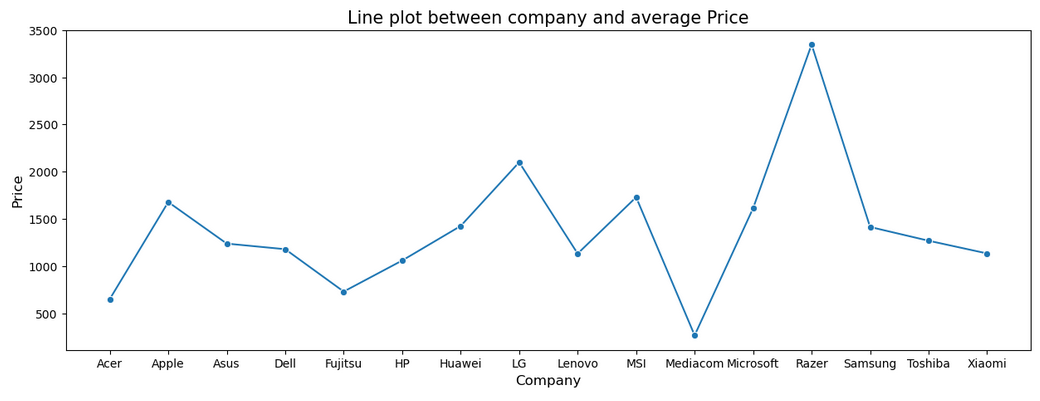 Line plot between company and average Price
3500
3000
2500
2000
1500
1000
500
Price
Acer Apple Asus Dell Fujitsu HP Huawei LG Lenovo MSI Mediacom Microsoft Razer Samsung Toshiba Xiaomi
Company